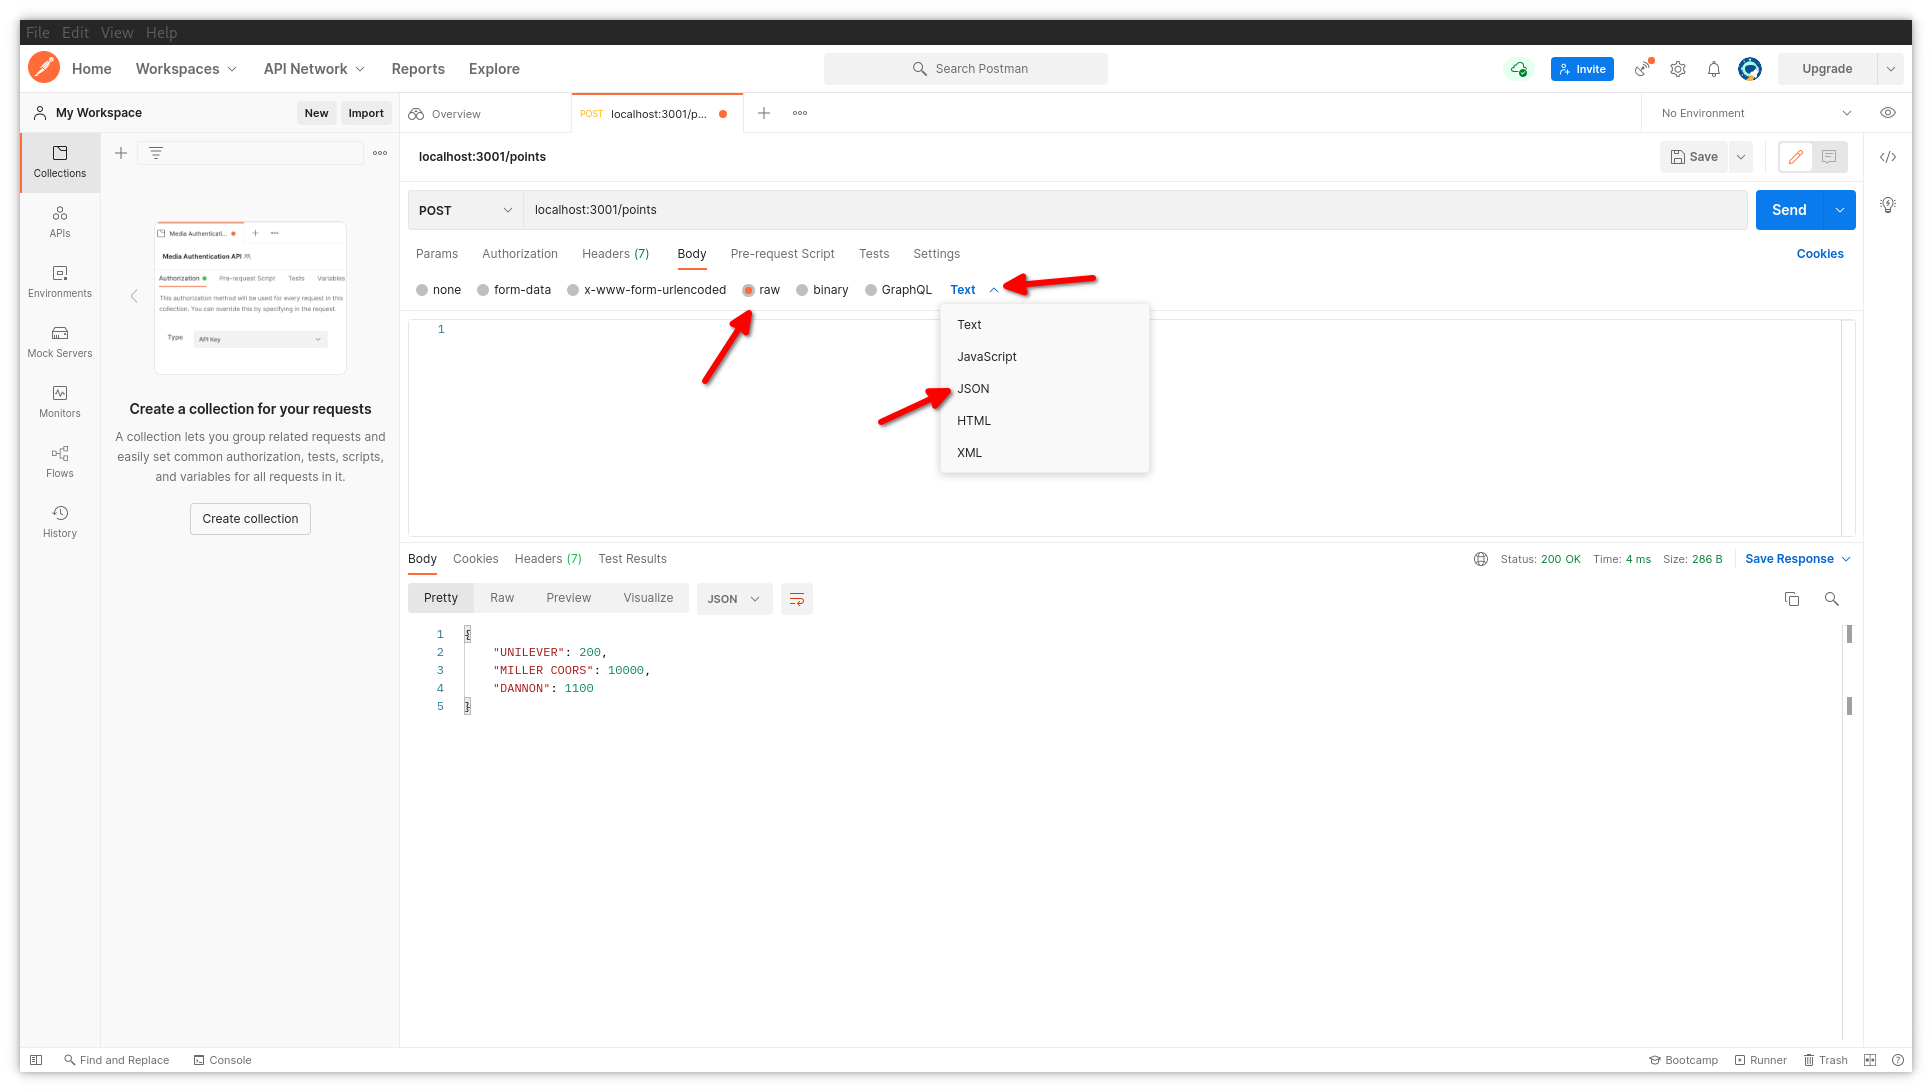 File Edit View Help
Home Workspaces API Network Reports Explore Search Postman Invite Upgrade
My Workspace New Import Overview POST localhost:3001/p... No Environment
Collections
APIs
Environments
Mock Servers
Monitors
Flows
History
Media Authenticati...
Media Authentication API
Authorization Pre-request Script Tests Variables
This authorization method will be used for every request in this
collection. You can override this by specifying in the request.
Type API Key
Create a collection for your requests
A collection lets you group related requests and
easily set common authorization, tests, scripts,
and variables for all requests in it.
Create collection
localhost:3001/points Save
POST localhost:3001/points Send
Params Authorization Headers (7) Body Pre-request Script Tests Settings Cookies
none form-data x-www-form-urlencoded raw binary GraphQL Text
1
Text
JavaScript
JSON
HTML
XML
Body Cookies Headers (7) Test Results Status: 200 OK Time: 4 ms Size: 286 B Save Response
Pretty Raw Preview Visualize JSON
1 {
2 "UNILEVER": 200,
3 "MILLER COORS": 10000,
4 "DANNON": 1100
5 }
Find and Replace Console Bootcamp Runner Trash